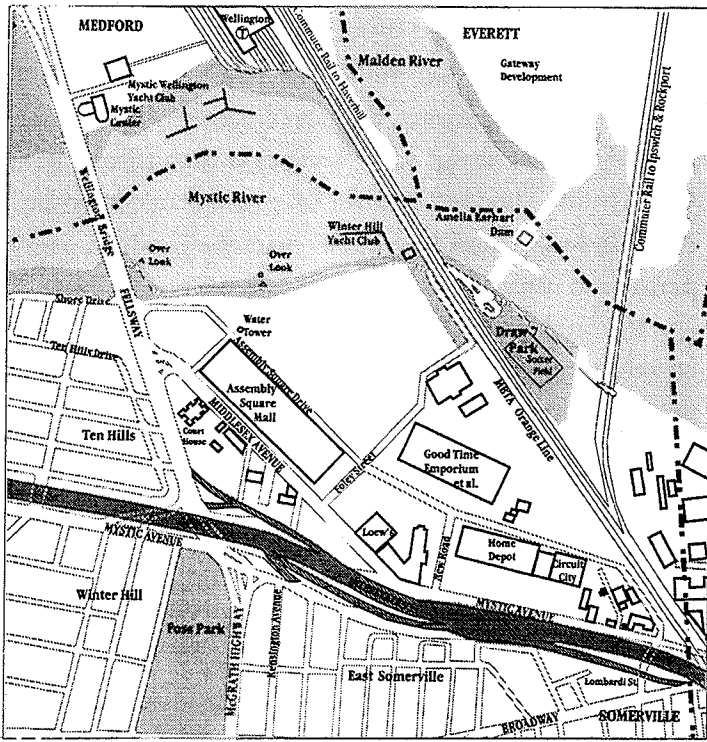 MEDFORD
Wellington
T
EVERETT
Commuter Rail to Haverhill
Malden River
Gateway
Development
Mystic Wellington
Yacht Club
Mystic
Center
Commuter Rail to Ipswich & Rockport
Wellington Bridge
Mystic River
Amelia Earhart
Dam
Winter Hill
Yacht Club
Over
Look
Over
Look
Shore Drive
FELLSWAY
Water
Tower
Draw 7
Park
Soccer
Field
Ten Hills Drive
Assembly Square Drive
Assembly
Square
Mall
MBTA Orange Line
Ten Hills
Court
House
MIDDLESEX AVENUE
Good Time
Emporium
et al.
Foley Street
MYSTIC AVENUE
Loew's
New Road
Home
Depot
Circuit
City
Winter Hill
MYSTIC AVENUE
Foss Park
McGRATH HIGHWAY
Kensington Avenue
East Somerville
Lombardi St.
BROADWAY
SOMERVILLE